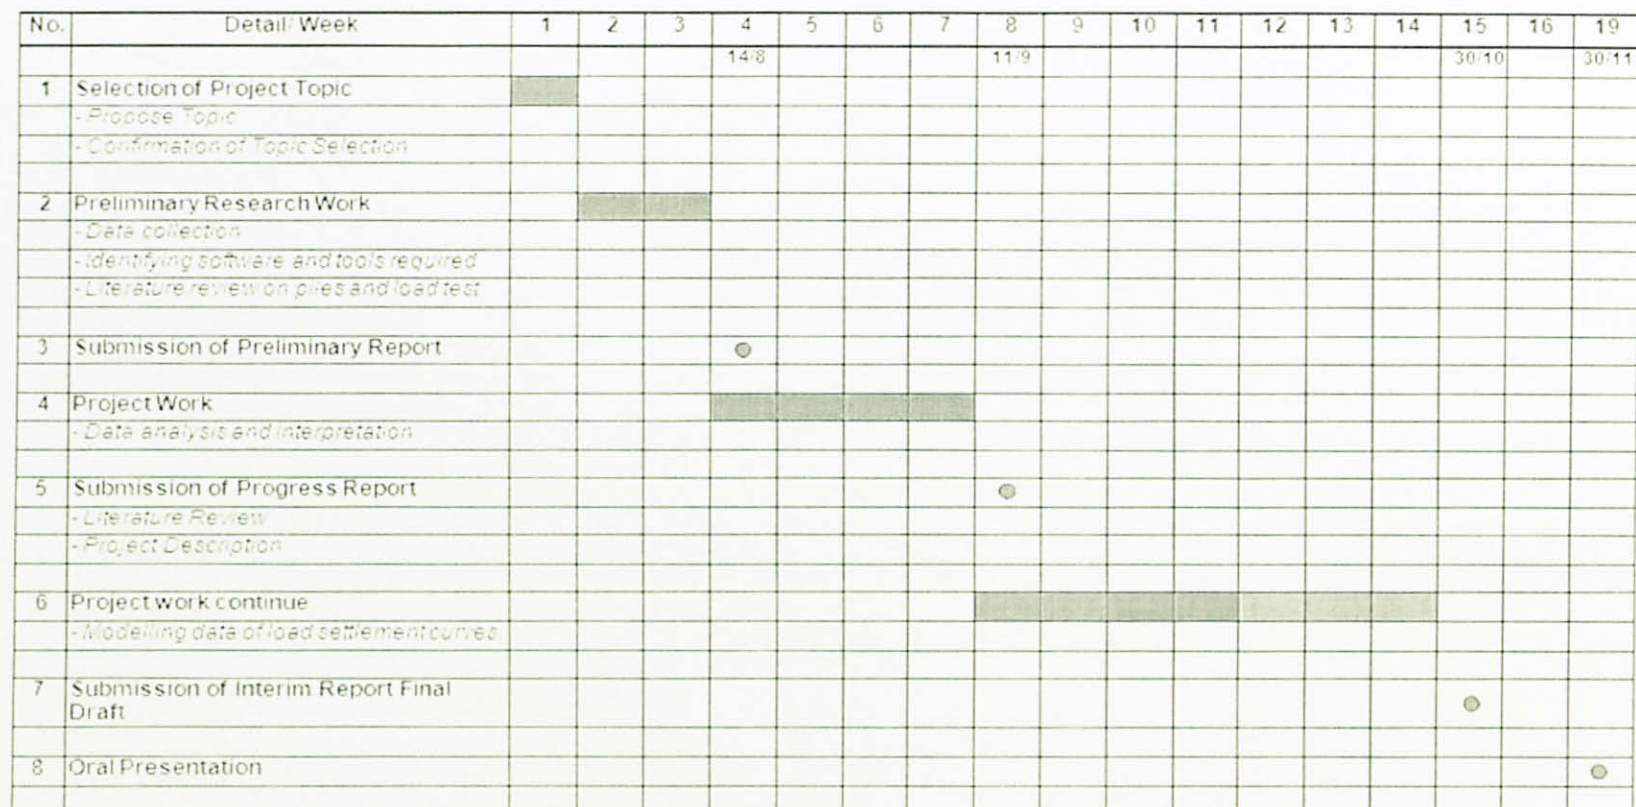 No. Detail/ Week 1 2 3 4 5 6 7 8 9 10 11 12 13 14 15 16 19
14/8 11/9 30/10 30/11
1 Selection of Project Topic
- Propose Topic
- Confirmation of Topic Selection
2 Preliminary Research Work
- Data collection
- Identifying software and tools required
- Literature review on piles and load test
3 Submission of Preliminary Report
4 Project Work
- Data analysis and interpretation
5 Submission of Progress Report
- Literature Review
- Project Description
6 Project work continue
- Modelling data of load settlement curves
7 Submission of Interim Report Final
Draft
8 Oral Presentation